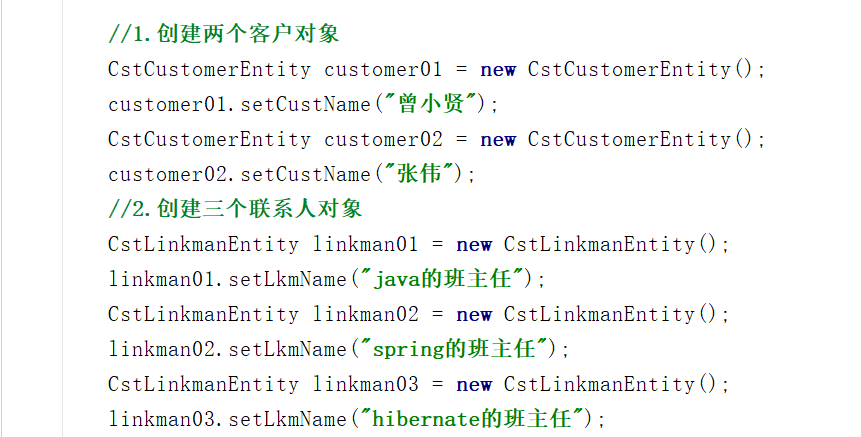 //1.创建两个客户对象
CstCustomerEntity customer01 = new CstCustomerEntity();
customer01.setCustName("曾小贤");
CstCustomerEntity customer02 = new CstCustomerEntity();
customer02.setCustName("张伟");
//2.创建三个联系人对象
CstLinkmanEntity linkman01 = new CstLinkmanEntity();
linkman01.setLkmName("java的班主任");
CstLinkmanEntity linkman02 = new CstLinkmanEntity();
linkman02.setLkmName("spring的班主任");
CstLinkmanEntity linkman03 = new CstLinkmanEntity();
linkman03.setLkmName("hibernate的班主任");